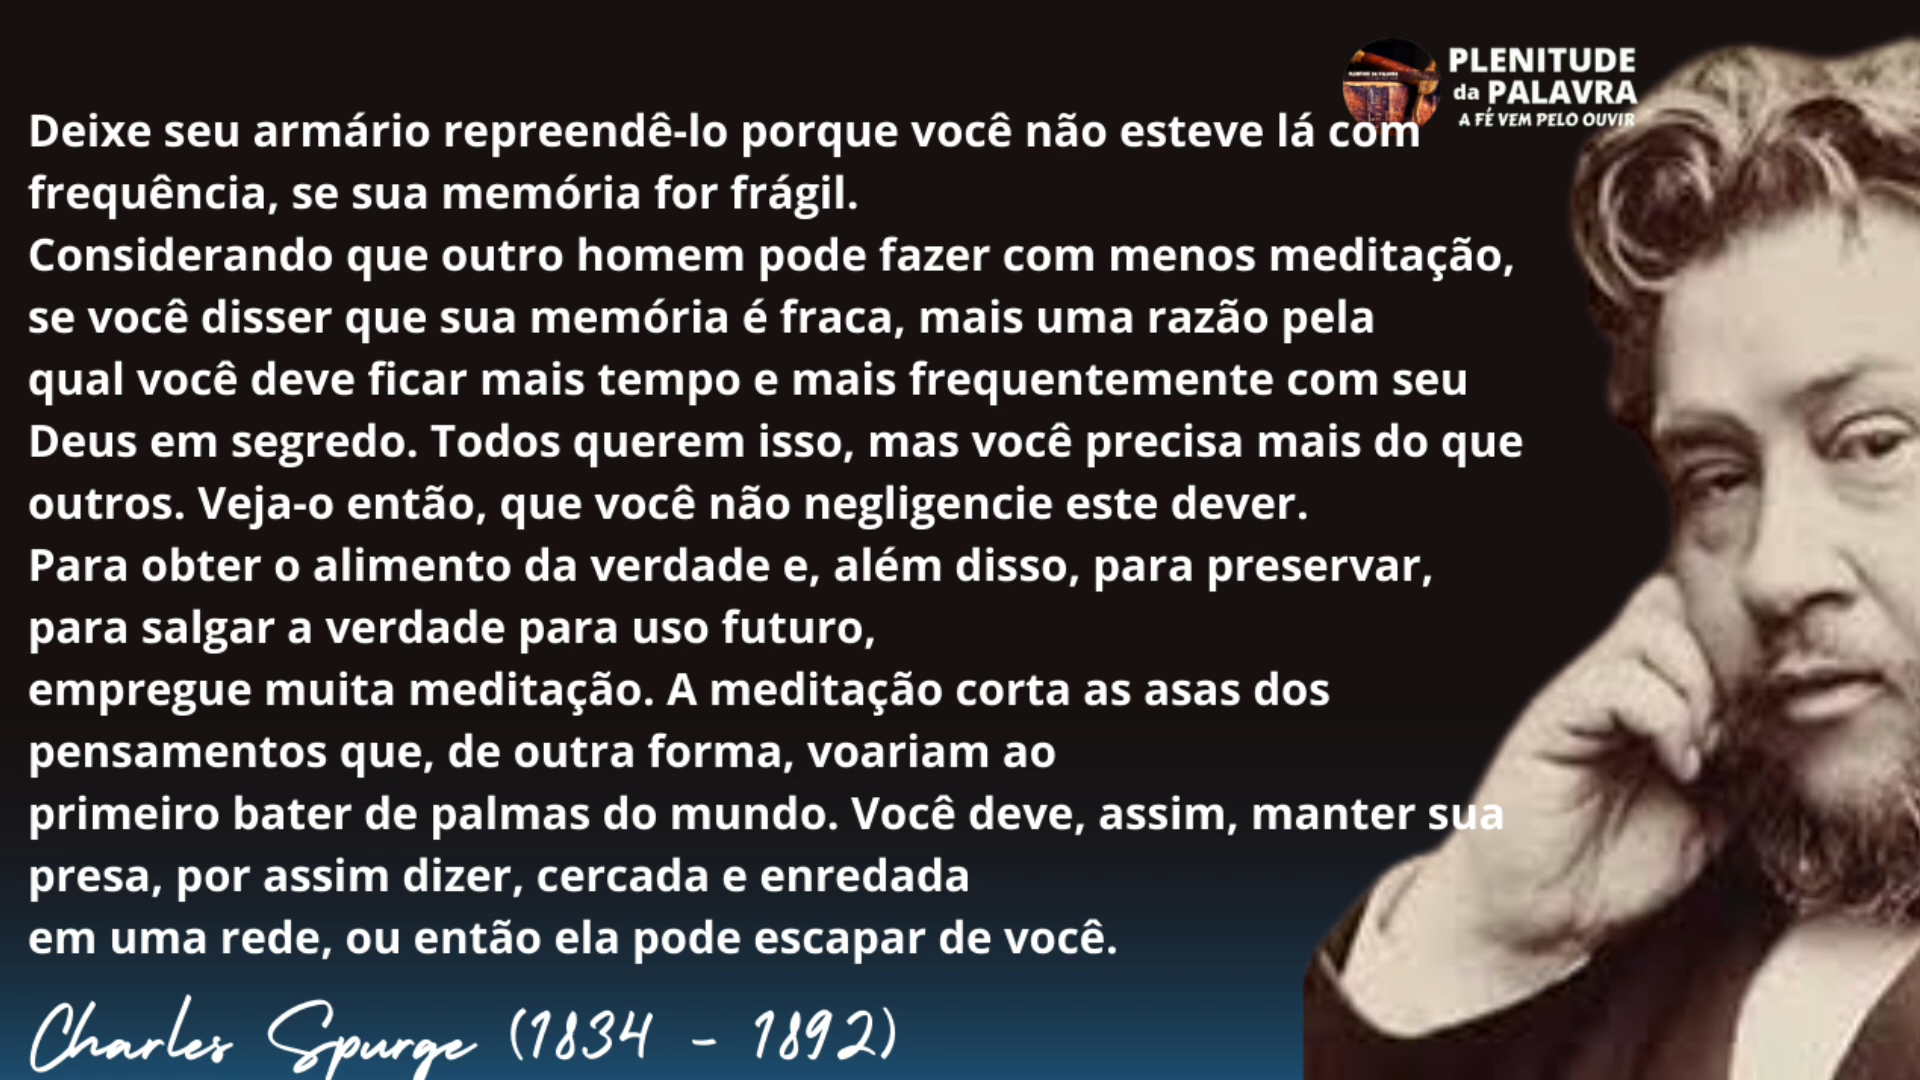 PLENITUDE
da PALAVRA
A FÉ VEM PELO OUVIR
Deixe seu armário repreendê-lo porque você não esteve lá com
frequência, se sua memória for frágil.
Considerando que outro homem pode fazer com menos meditação,
se você disser que sua memória é fraca, mais uma razão pela
qual você deve ficar mais tempo e mais frequentemente com seu
Deus em segredo. Todos querem isso, mas você precisa mais do que
outros. Veja-o então, que você não negligencie este dever.
Para obter o alimento da verdade e, além disso, para preservar,
para salgar a verdade para uso futuro,
empregue muita meditação. A meditação corta as asas dos
pensamentos que, de outra forma, voariam ao
primeiro bater de palmas do mundo. Você deve, assim, manter sua
presa, por assim dizer, cercada e enredada
em uma rede, ou então ela pode escapar de você.
Charles Spurge (1834 - 1892)